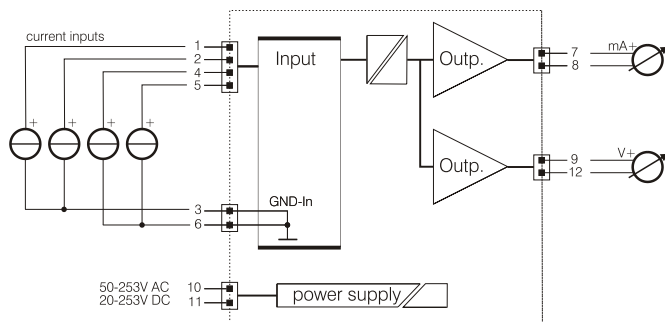 current inputs
1
2
4
5
Input
Outp.
7 mA+
8
+ + + +
Outp.
9 V+
12
GND-In
3
6
50-253V AC 10
20-253V DC 11
power supply